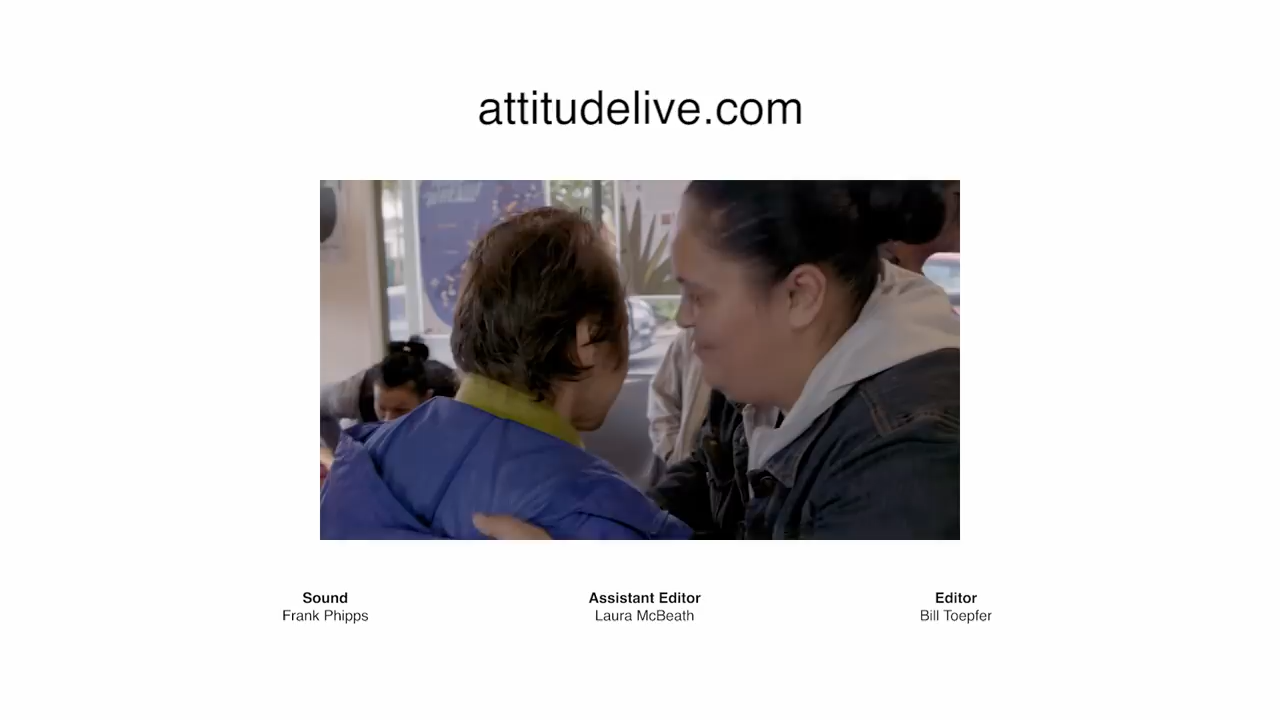 attitudelive.com
Sound
Frank Phipps
Assistant Editor
Laura McBeath
Editor
Bill Toepfer